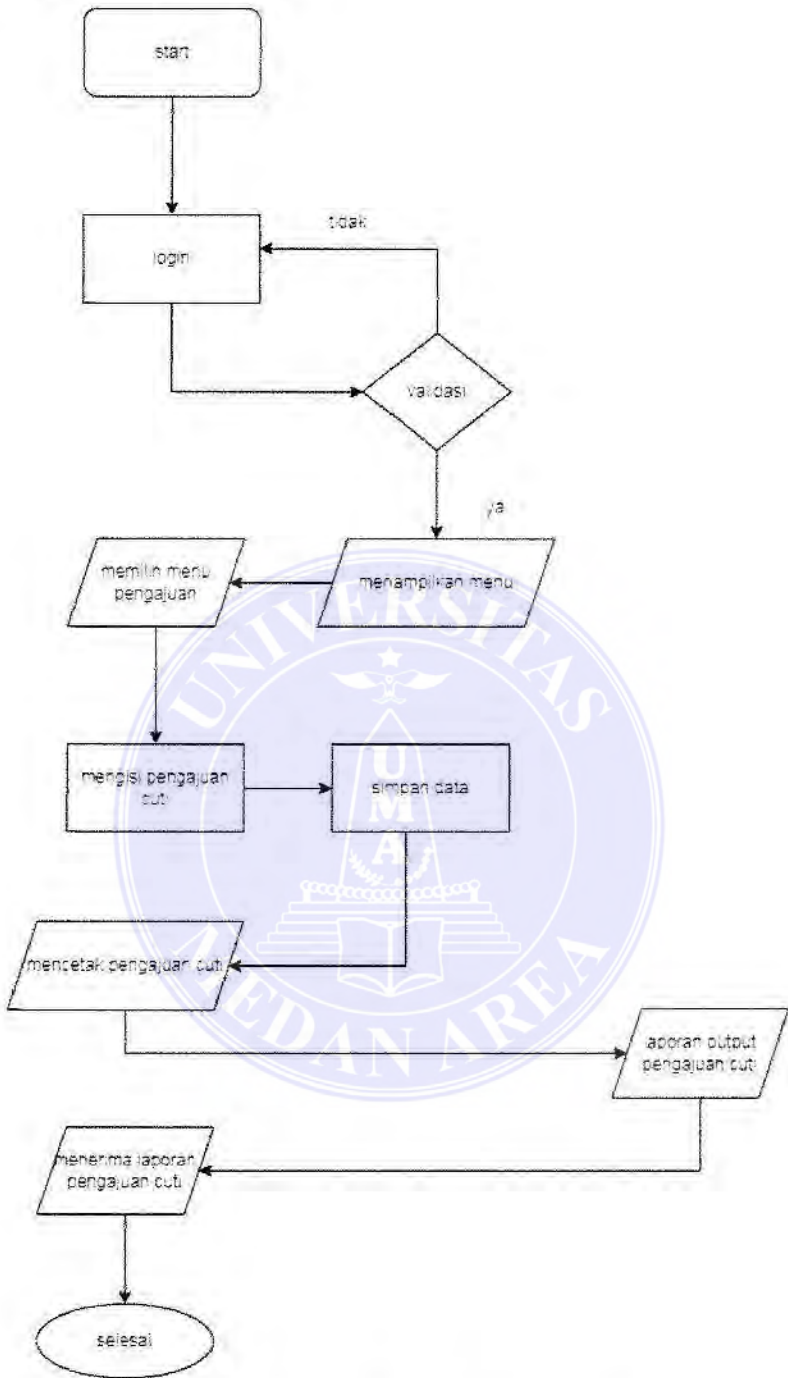 start
login
tidak
validasi
ya
menampilkan menu
memilih menu
pengajuan
mengisi pengajuan
cuti
simpan data
mencetak pengajuan cuti
laporan output
pengajuan cuti
menerima laporan
pengajuan cuti
selesai
UNIVERSITAS
UMA
MEDAN AREA